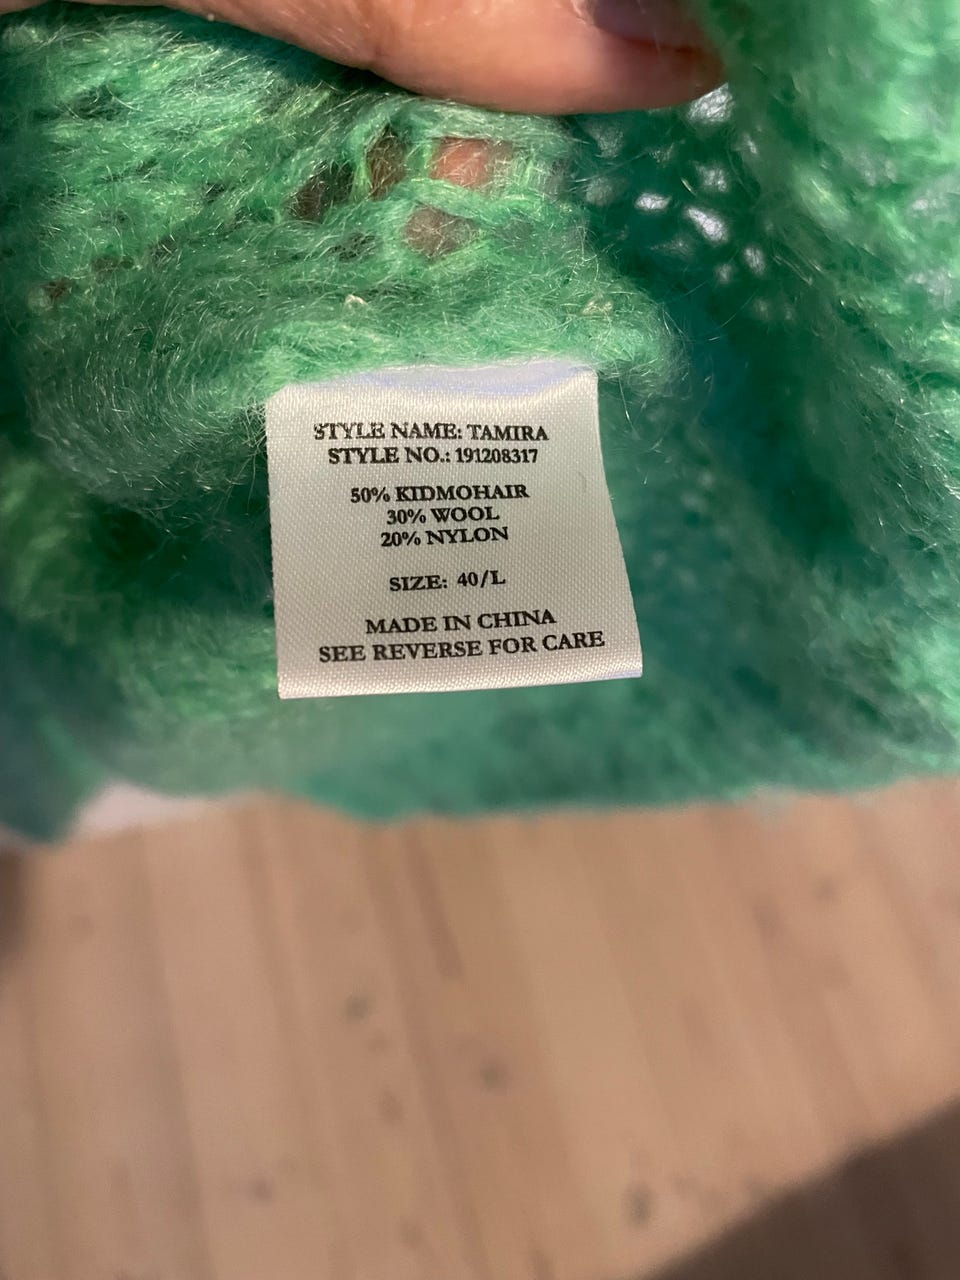 STYLE NAME: TAMIRA
STYLE NO.: 191208317
50% KIDMOHAIR
30% WOOL
20% NYLON
SIZE: 40/L
MADE IN CHINA
SEE REVERSE FOR CARE